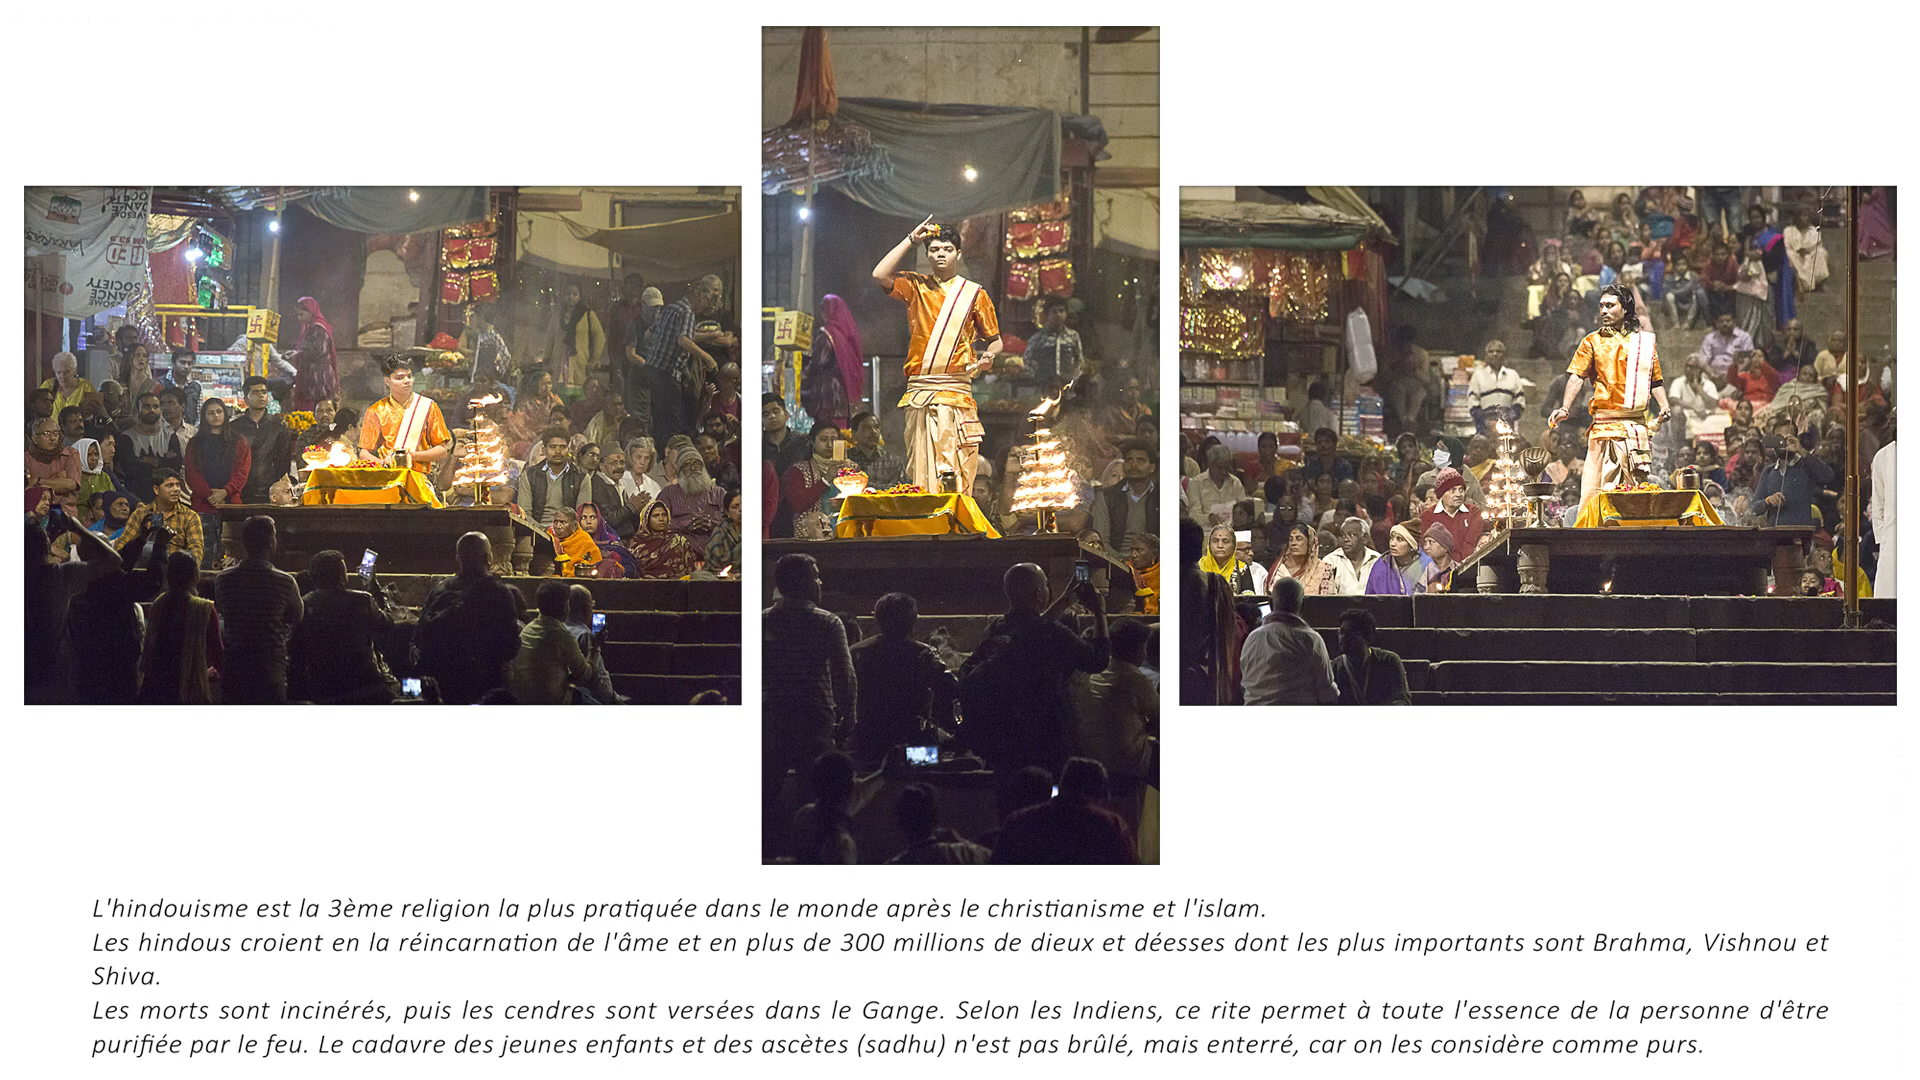 AWESOME
DANCE
SOCIETY
L'hindouisme est la 3ème religion la plus pratiquée dans le monde après le christianisme et l'islam.
Les hindous croient en la réincarnation de l'âme et en plus de 300 millions de dieux et déesses dont les plus importants sont Brahma, Vishnou et
Shiva.
Les morts sont incinérés, puis les cendres sont versées dans le Gange. Selon les Indiens, ce rite permet à toute l'essence de la personne d'être
purifiée par le feu. Le cadavre des jeunes enfants et des ascètes (sadhu) n'est pas brûlé, mais enterré, car on les considère comme purs.